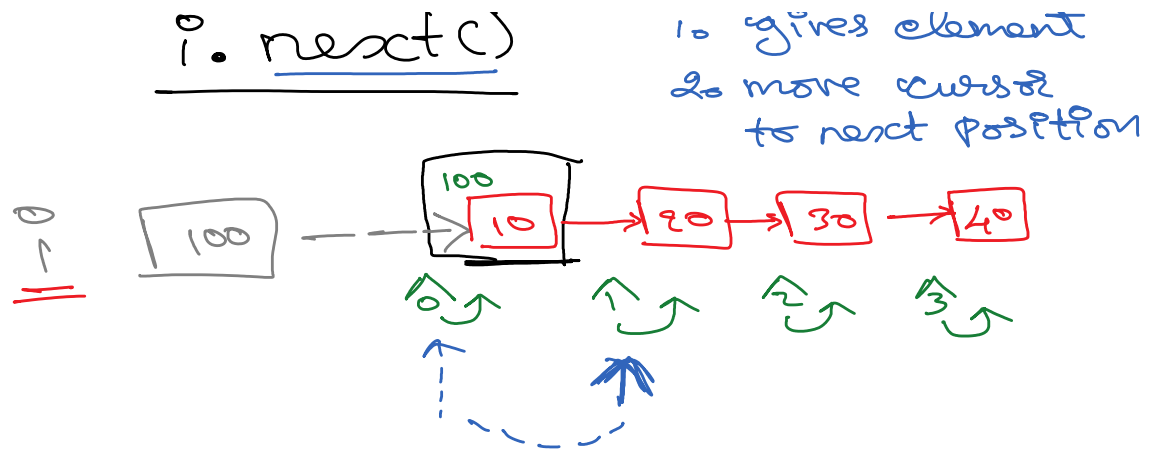 i. next()
1. gives element
2. move cursor
to next position
i
100
100
10
20
30
40
0
1
2
3